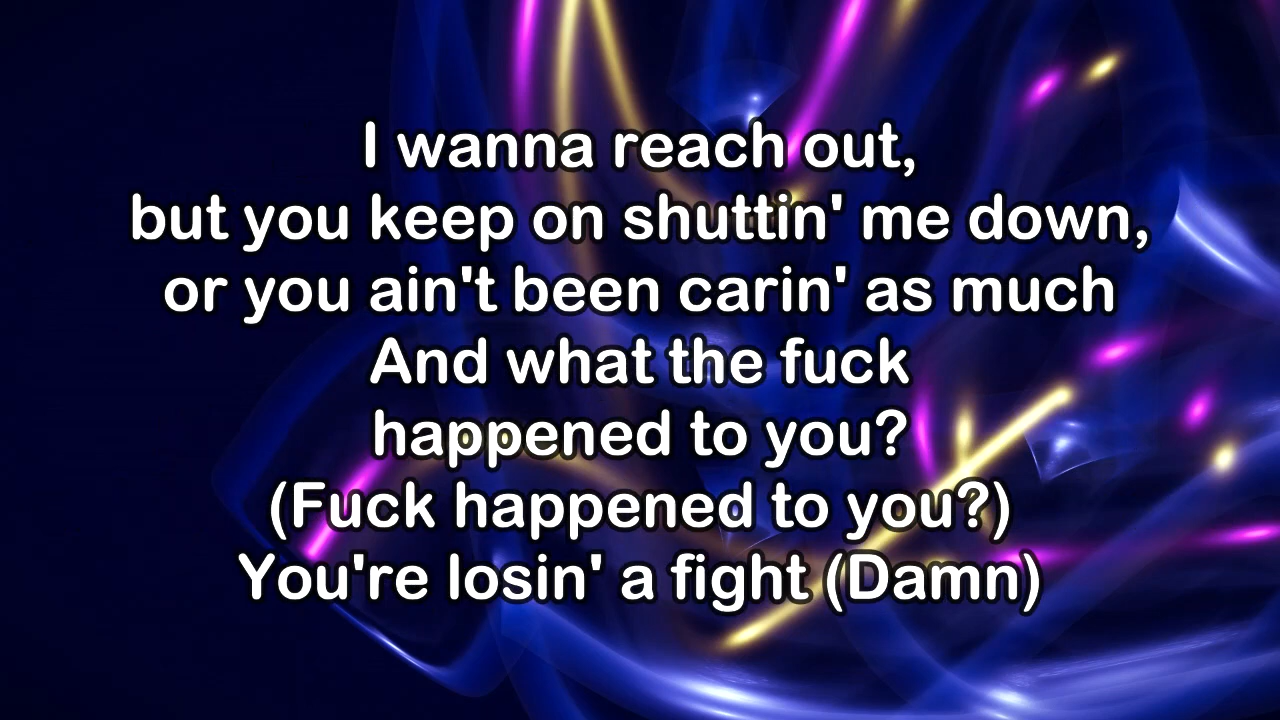 I wanna reach out,
but you keep on shuttin' me down,
or you ain't been carin' as much
And what the fuck
happened to you?
(Fuck happened to you?)
You're losin' a fight (Damn)